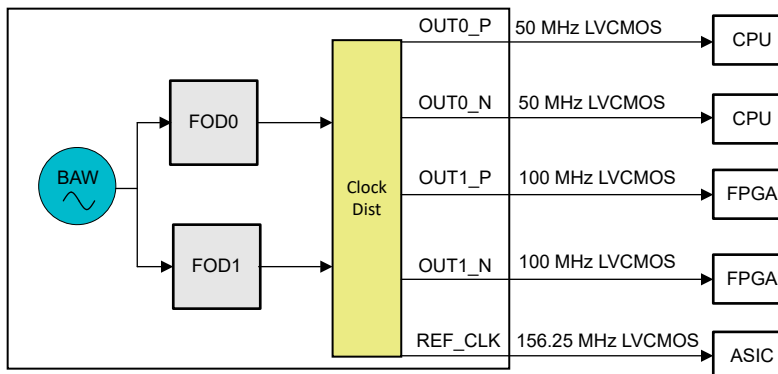 OUT0_P 50 MHz LVCMOS CPU
FOD0
OUT0_N 50 MHz LVCMOS CPU
BAW
OUT1_P 100 MHz LVCMOS FPGA
Clock
Dist
FOD1
OUT1_N 100 MHz LVCMOS FPGA
REF_CLK 156.25 MHz LVCMOS ASIC